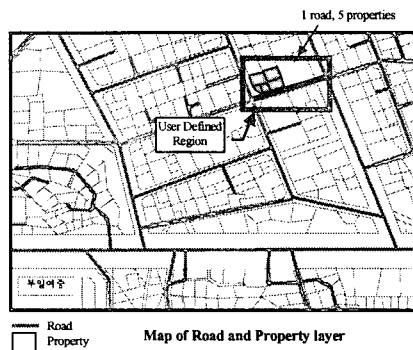 1 road, 5 properties
User Defined
Region
부일여중
Road
Property
Map of Road and Property layer